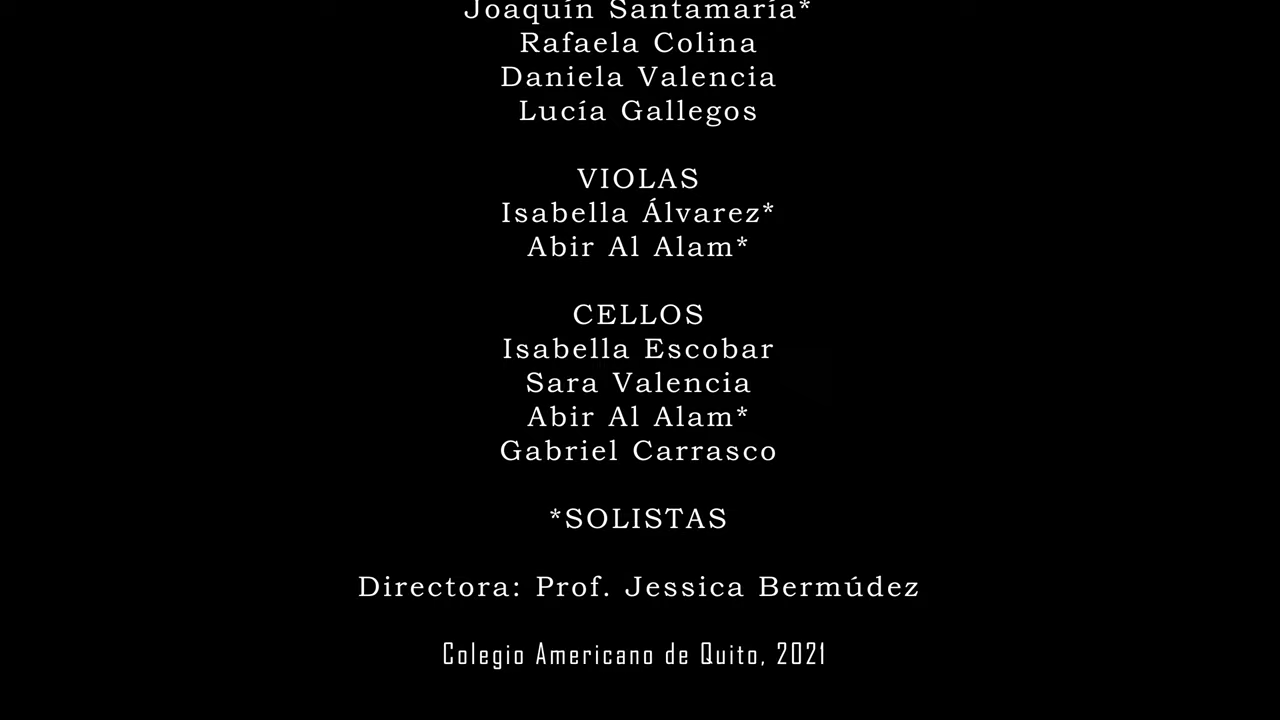 Joaquín Santamaría*
Rafaela Colina
Daniela Valencia
Lucía Gallegos
VIOLAS
Isabella Álvarez*
Abir Al Alam*
CELLOS
Isabella Escobar
Sara Valencia
Abir Al Alam*
Gabriel Carrasco
*SOLISTAS
Directora: Prof. Jessica Bermúdez
Colegio Americano de Quito, 2021